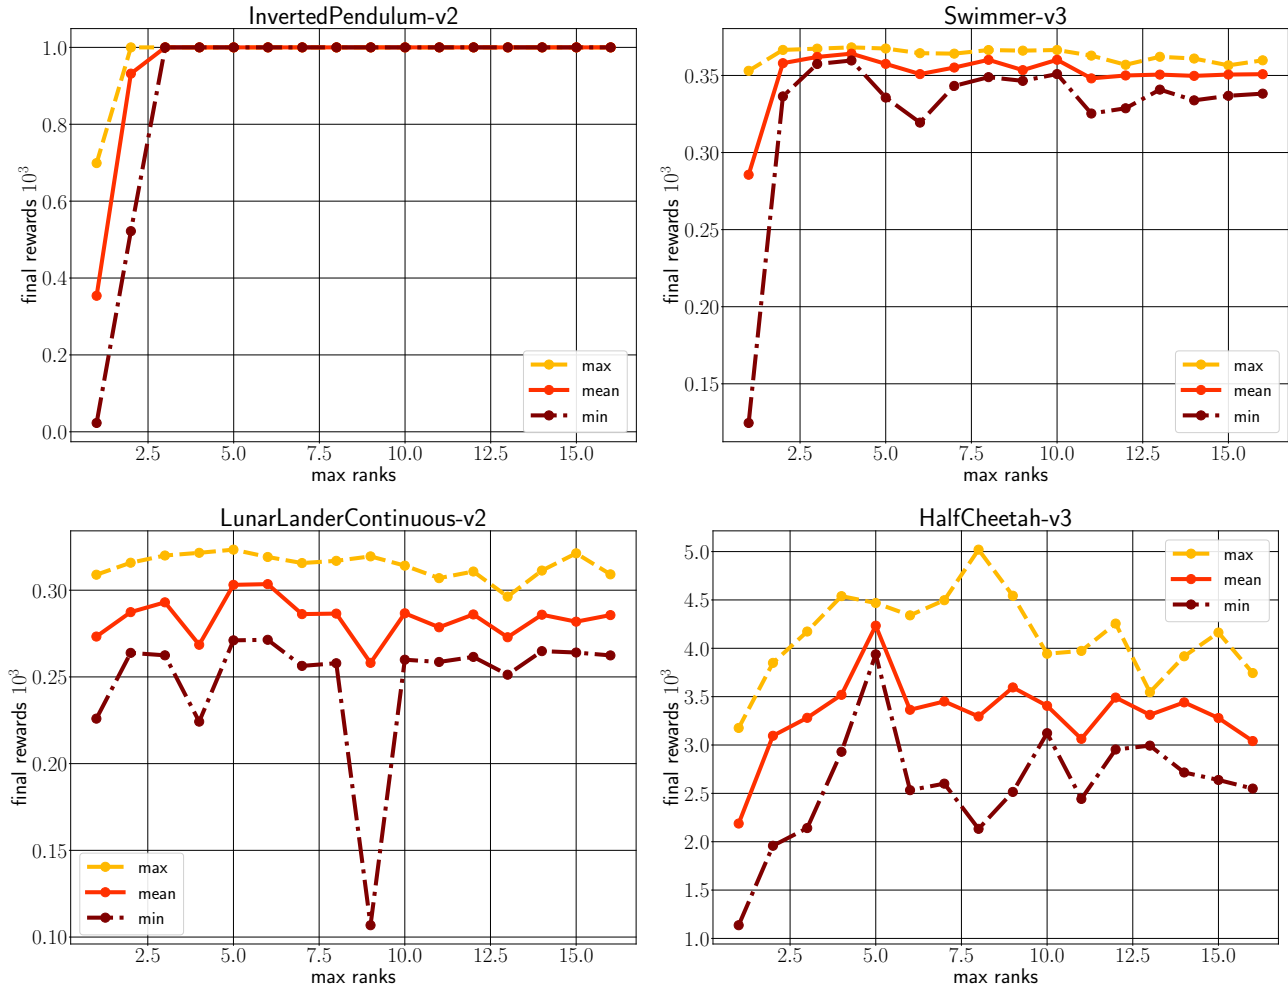 InvertedPendulum-v2
final rewards 10³
1.0
0.8
0.6
0.4
0.2
0.0
max
mean
min
2.5 5.0 7.5 10.0 12.5 15.0
max ranks
Swimmer-v3
final rewards 10³
0.35
0.30
0.25
0.20
0.15
max
mean
min
2.5 5.0 7.5 10.0 12.5 15.0
max ranks
LunarLanderContinuous-v2
final rewards 10³
0.30
0.25
0.20
0.15
0.10
max
mean
min
2.5 5.0 7.5 10.0 12.5 15.0
max ranks
HalfCheetah-v3
final rewards 10³
5.0
4.5
4.0
3.5
3.0
2.5
2.0
1.5
1.0
max
mean
min
2.5 5.0 7.5 10.0 12.5 15.0
max ranks